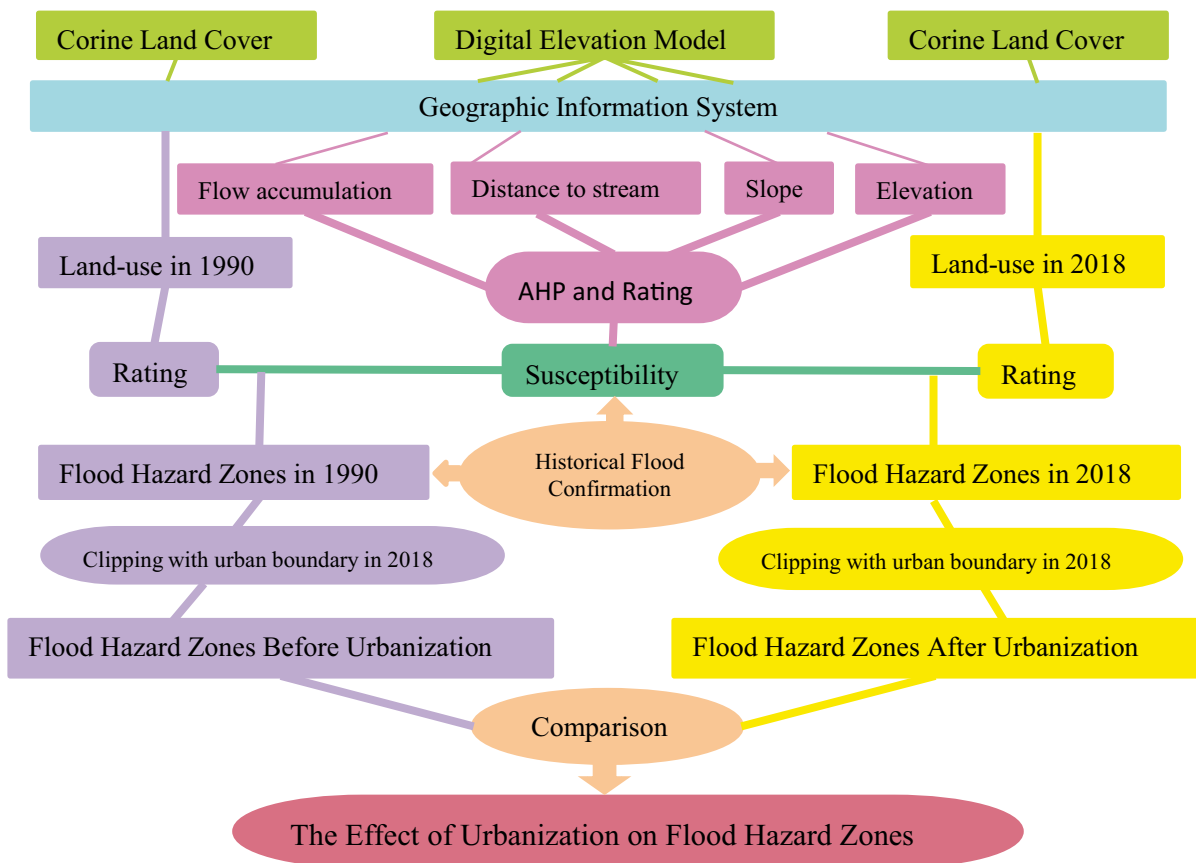 Corine Land Cover
Digital Elevation Model
Corine Land Cover
Geographic Information System
Flow accumulation
Distance to stream
Slope
Elevation
Land-use in 1990
AHP and Rating
Land-use in 2018
Rating
Susceptibility
Rating
Flood Hazard Zones in 1990
Historical Flood
Confirmation
Flood Hazard Zones in 2018
Clipping with urban boundary in 2018
Clipping with urban boundary in 2018
Flood Hazard Zones Before Urbanization
Flood Hazard Zones After Urbanization
Comparison
The Effect of Urbanization on Flood Hazard Zones